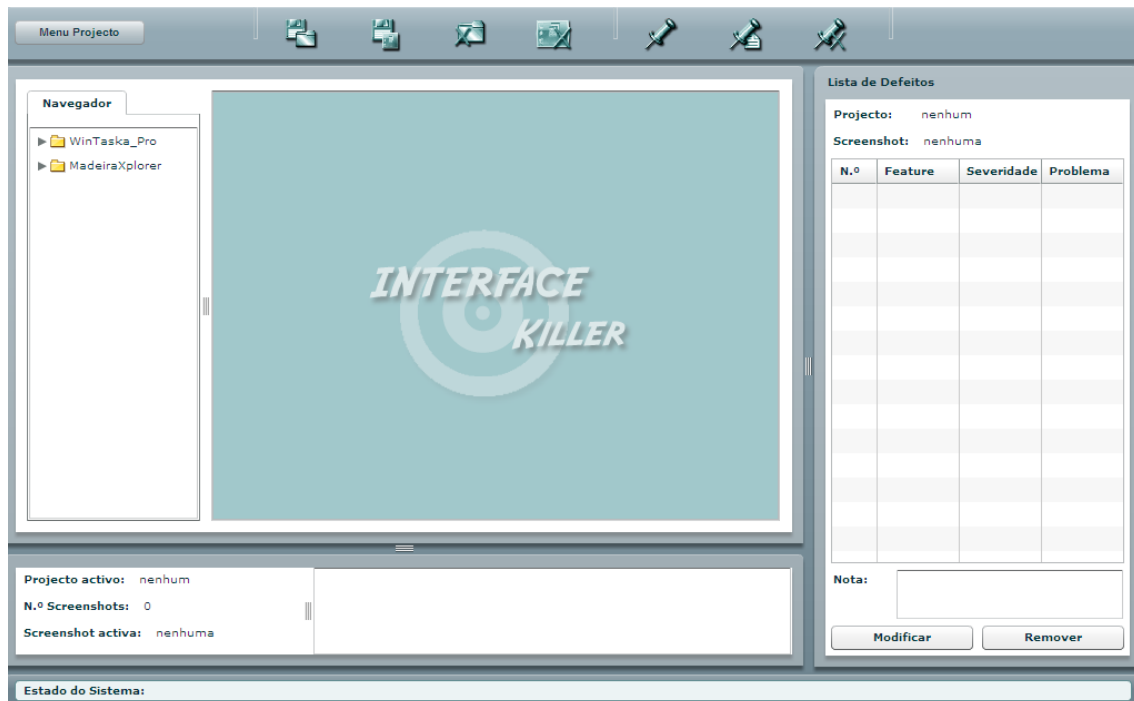 Menu Projecto
Navegador
WinTaska_Pro
MadeiraXplorer
INTERFACE
KILLER
Projecto activo: nenhum
N.º Screenshots: 0
Screenshot activa: nenhuma
Lista de Defeitos
Projecto: nenhum
Screenshot: nenhuma
N.º Feature Severidade Problema
Nota:
Modificar Remover
Estado do Sistema: